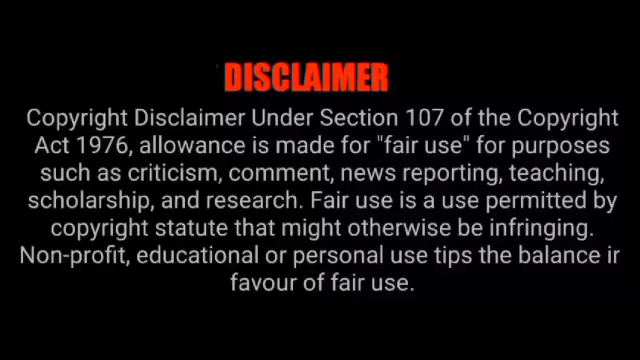 DISCLAIMER
Copyright Disclaimer Under Section 107 of the Copyright
Act 1976, allowance is made for "fair use" for purposes
such as criticism, comment, news reporting, teaching,
scholarship, and research. Fair use is a use permitted by
copyright statute that might otherwise be infringing.
Non-profit, educational or personal use tips the balance in
favour of fair use.